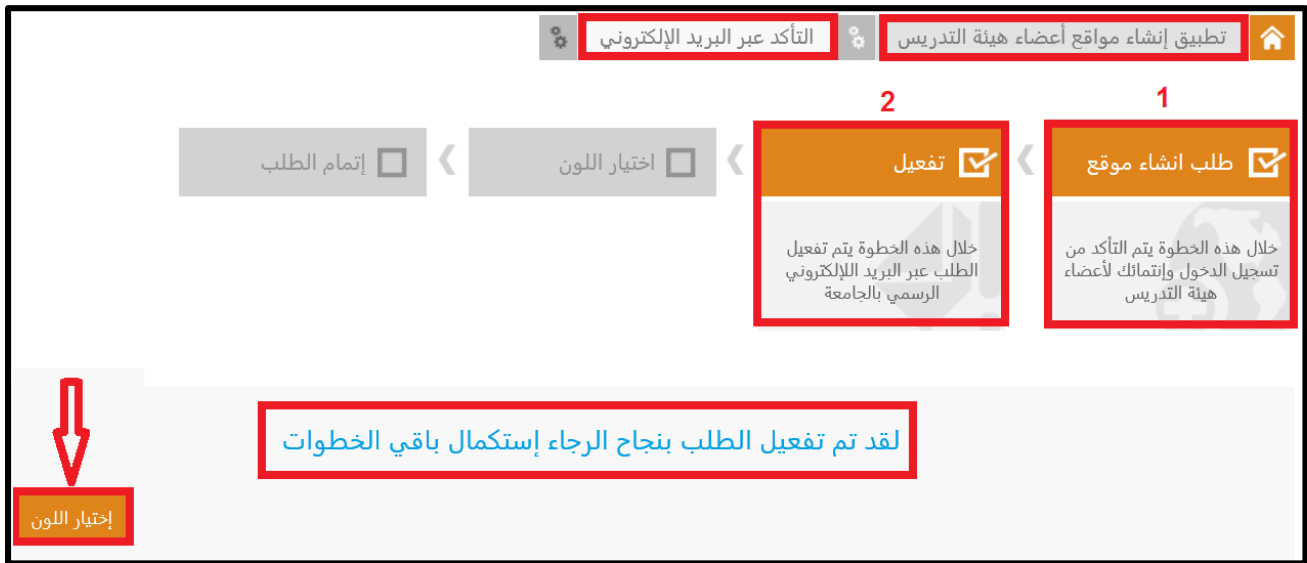 تطبيق إنشاء مواقع أعضاء هيئة التدريس
التأكد عبر البريد الإلكتروني
1
2
طلب انشاء موقع
تفعيل
اختيار اللون
إتمام الطلب
خلال هذه الخطوة يتم التأكد من
تسجيل الدخول وإنتمائك لأعضاء
هيئة التدريس
خلال هذه الخطوة يتم تفعيل
الطلب عبر البريد اللإلكتروني
الرسمي بالجامعة
لقد تم تفعيل الطلب بنجاح الرجاء إستكمال باقي الخطوات
إختيار اللون